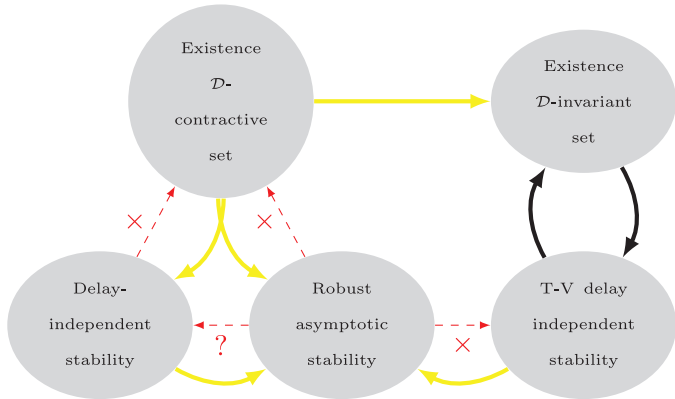 Existence
𝒟-
contractive
set
Existence
𝒟-invariant
set
×
×
Delay-
independent
stability
?
Robust
asymptotic
stability
×
T-V delay
independent
stability